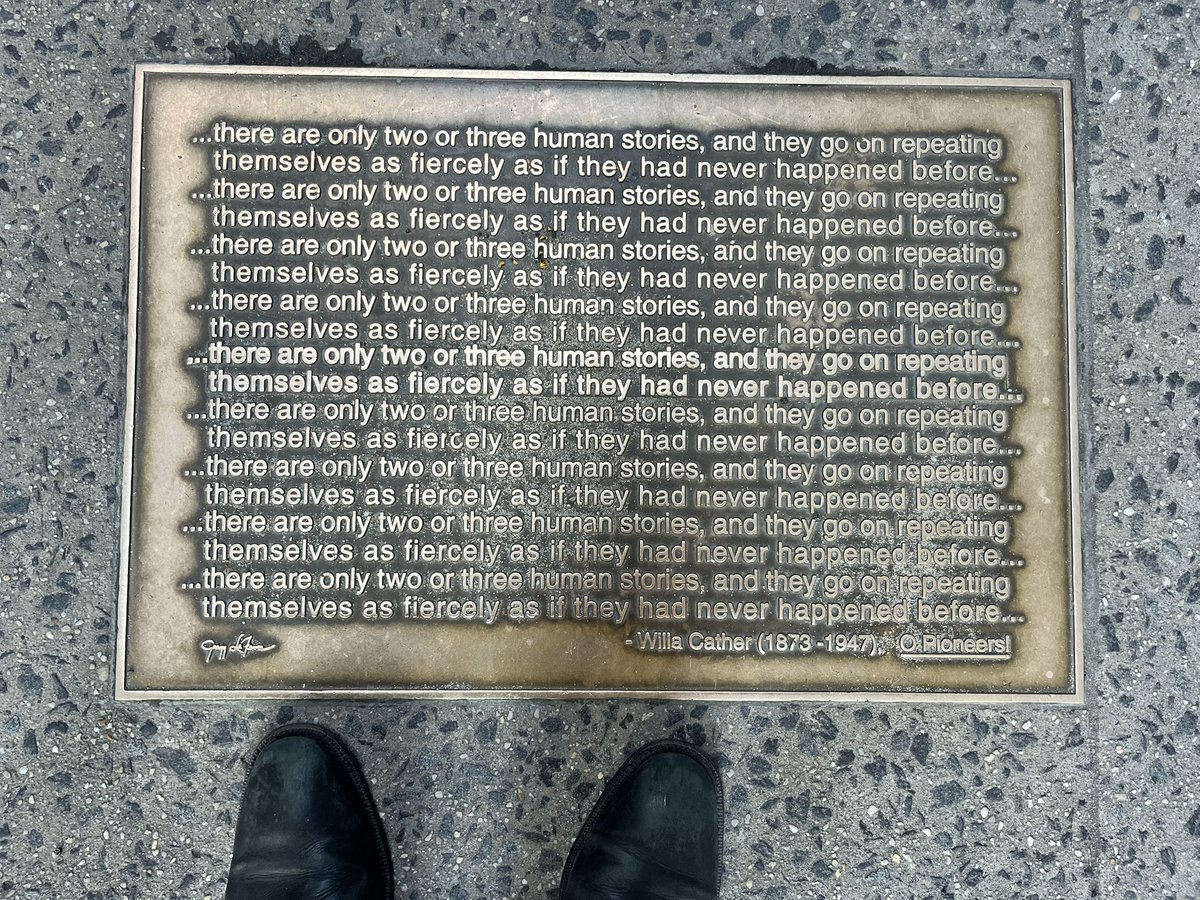 ...there are only two or three human stories, and they go on repeating
themselves as fiercely as if they had never happened before...
...there are only two or three human stories, and they go on repeating
themselves as fiercely as if they had never happened before...
...there are only two or three human stories, and they go on repeating
themselves as fiercely as if they had never happened before...
...there are only two or three human stories, and they go on repeating
themselves as fiercely as if they had never happened before...
...there are only two or three human stories, and they go on repeating
themselves as fiercely as if they had never happened before...
...there are only two or three human stories, and they go on repeating
themselves as fiercely as if they had never happened before...
...there are only two or three human stories, and they go on repeating
themselves as fiercely as if they had never happened before...
...there are only two or three human stories, and they go on repeating
themselves as fiercely as if they had never happened before...
...there are only two or three human stories, and they go on repeating
themselves as fiercely as if they had never happened before...
- Willa Cather (1873 -1947), O Pioneers!